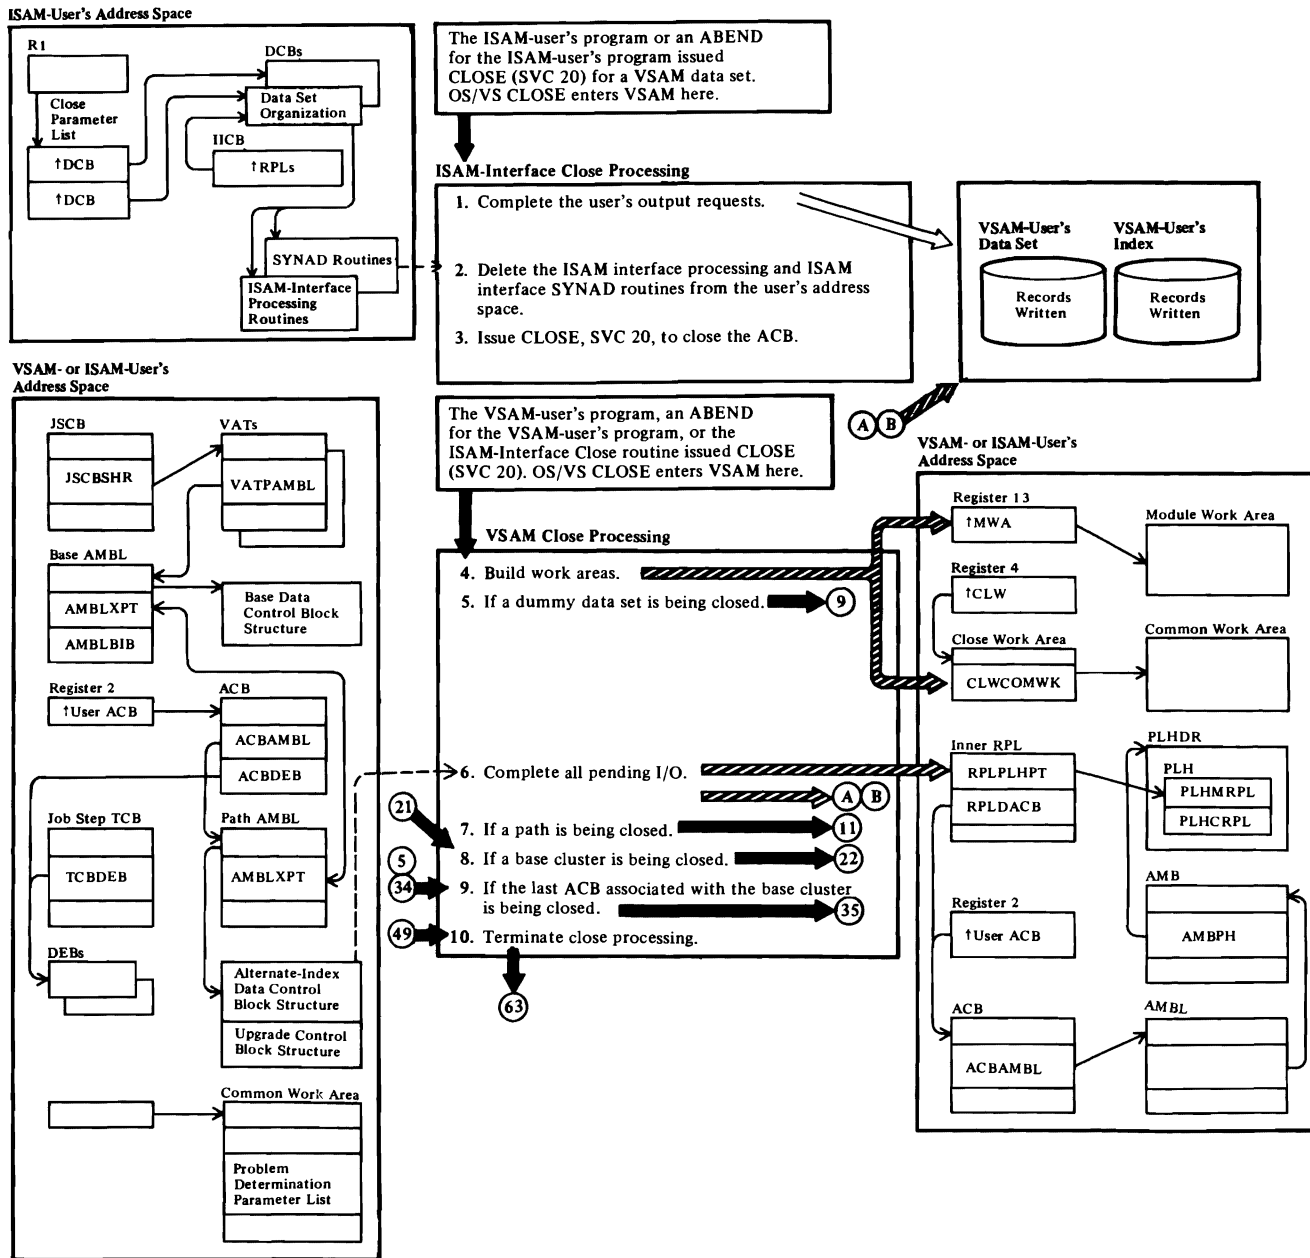 ISAM-User's Address Space
R1
DCBs
Close
Parameter
List
Data Set
Organization
IICB
↑DCB
↑RPLs
↑DCB
SYNAD Routines
ISAM-Interface
Processing
Routines
The ISAM-user's program or an ABEND
for the ISAM-user's program issued
CLOSE (SVC 20) for a VSAM data set.
OS/VS CLOSE enters VSAM here.
ISAM-Interface Close Processing
1. Complete the user's output requests.
2. Delete the ISAM interface processing and ISAM
interface SYNAD routines from the user's address
space.
3. Issue CLOSE, SVC 20, to close the ACB.
VSAM-User's
Data Set
VSAM-User's
Index
Records
Written
Records
Written
A B
VSAM- or ISAM-User's
Address Space
JSCB
VATs
JSCBSHR
VATPAMBL
Base AMBL
AMBLXPT
AMBLBIB
Base Data
Control Block
Structure
Register 2
ACB
↑User ACB
ACBAMBL
ACBDEB
Job Step TCB
Path AMBL
TCBDEB
AMBLXPT
DEBs
Alternate-Index
Data Control
Block Structure
Upgrade Control
Block Structure
Common Work Area
Problem
Determination
Parameter List
The VSAM-user's program, an ABEND
for the VSAM-user's program, or the
ISAM-Interface Close routine issued CLOSE
(SVC 20). OS/VS CLOSE enters VSAM here.
VSAM Close Processing
4. Build work areas.
5. If a dummy data set is being closed. 9
6. Complete all pending I/O.
A B
21
7. If a path is being closed. 11
8. If a base cluster is being closed. 22
5
34
9. If the last ACB associated with the base cluster
is being closed. 35
49
10. Terminate close processing.
63
VSAM- or ISAM-User's
Address Space
Register 13
↑MWA
Module Work Area
Register 4
↑CLW
Close Work Area
Common Work Area
CLWCOMWK
Inner RPL
PLHDR
RPLPLHPT
PLH
PLHMRPL
RPLDACB
PLHCRPL
AMB
Register 2
↑User ACB
AMBPH
ACB
AMBL
ACBAMBL